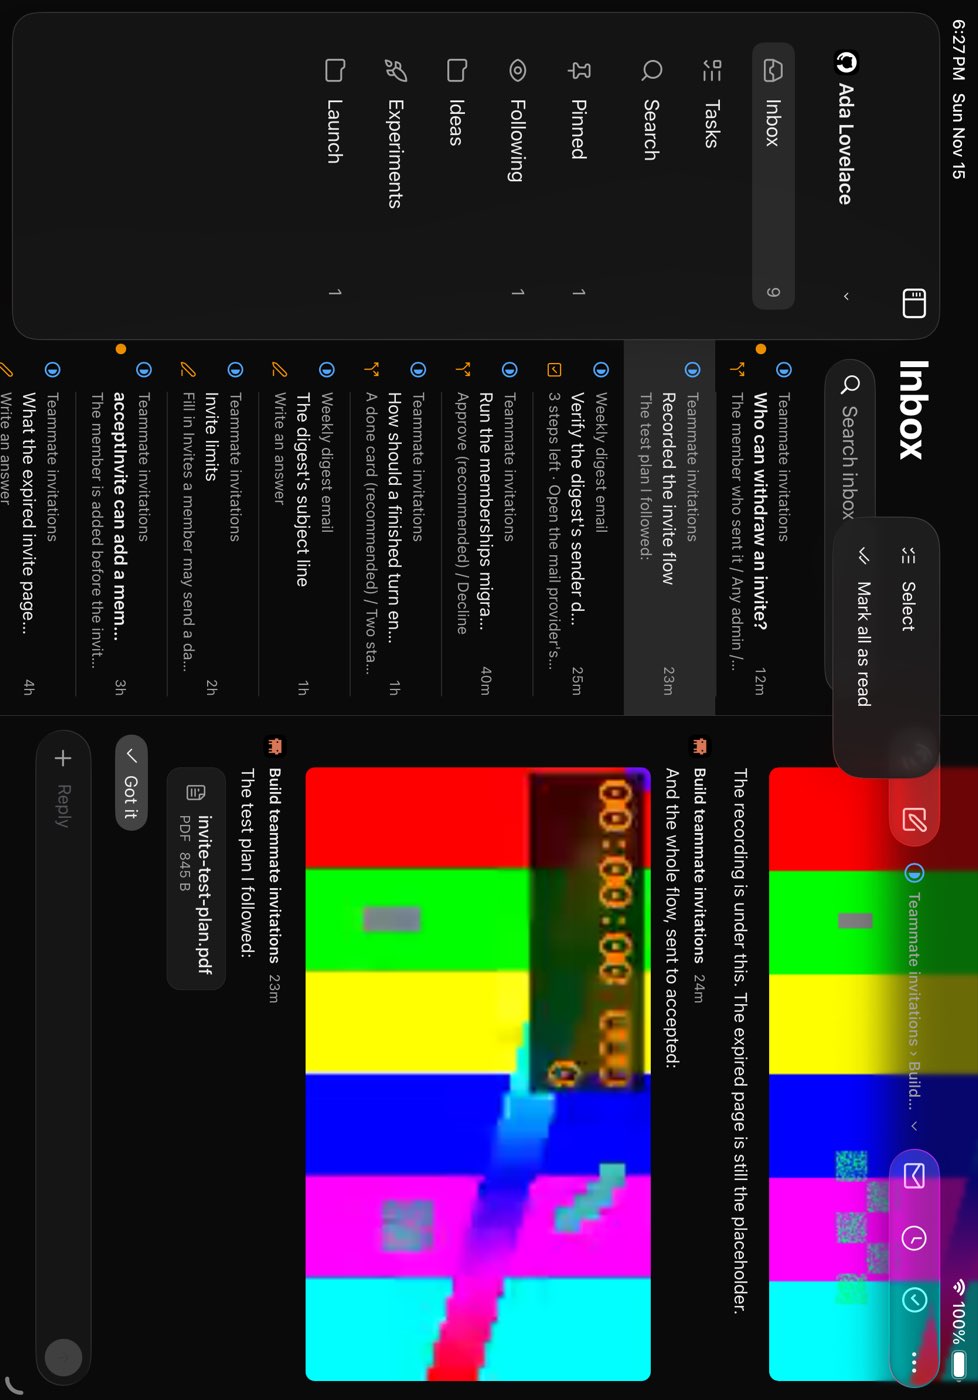 6:27 PM Sun Nov 15
100%
Ada Lovelace
Inbox 9
Tasks
Search
Pinned 1
Following 1
Ideas
Experiments
Launch 1
Inbox
Select
Mark all as read
Search inbox
Teammate invitations
Who can withdraw an invite? 12m
The member who sent it / Any admin /...
Teammate invitations
Recorded the invite flow 23m
The test plan I followed:
Weekly digest email
Verify the digest's sender d... 25m
3 steps left · Open the mail provider's...
Teammate invitations
Run the memberships migra... 40m
Approve (recommended) / Decline
Teammate invitations
How should a finished turn en... 1h
A done card (recommended) / Two sta...
Weekly digest email
The digest's subject line 1h
Write an answer
Teammate invitations
Invite limits 2h
Fill in Invites a member may send a da...
Teammate invitations
acceptInvite can add a mem... 3h
The member is added before the invit...
Teammate invitations
What the expired invite page... 4h
Write an answer
Teammate invitations › Build...
The recording is under this. The expired page is still the placeholder.
Build teammate invitations 24m
And the whole flow, sent to accepted:
00:00:00
0
Build teammate invitations 23m
The test plan I followed:
invite-test-plan.pdf
PDF 845 B
Got it
Reply